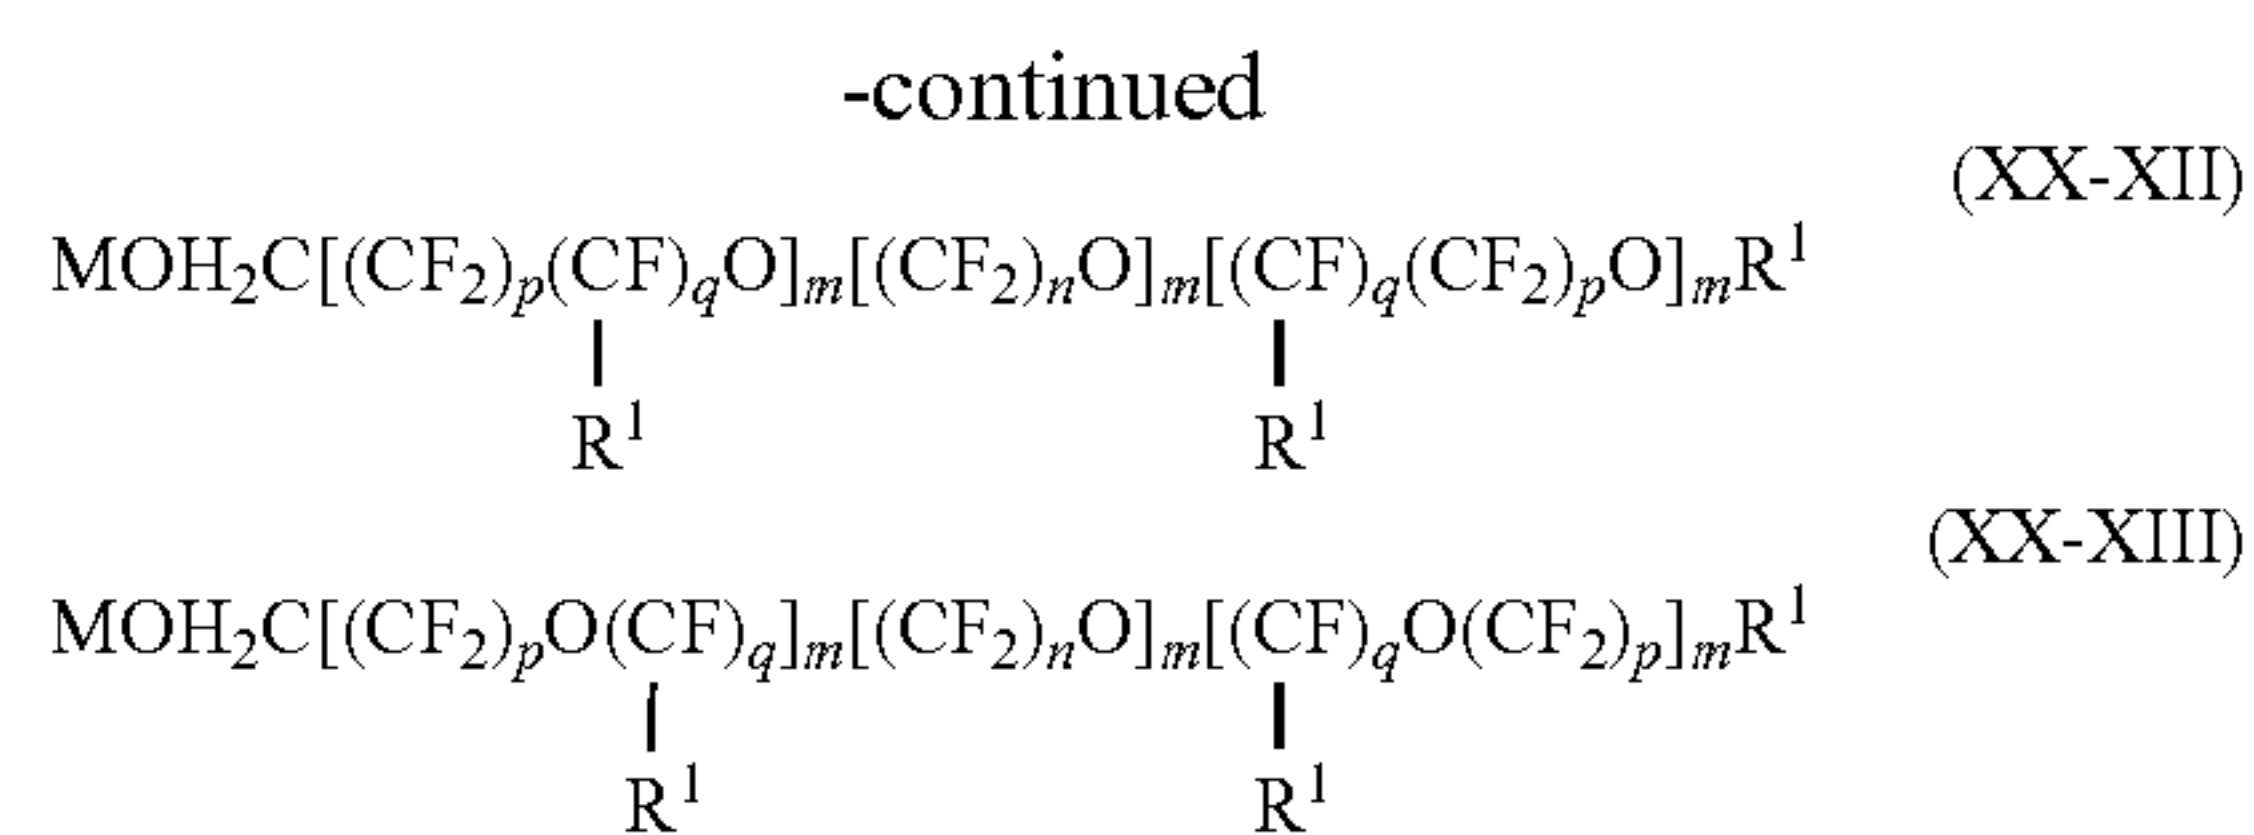 -continued
(XX-XII)
MOH₂C[(CF₂)ₚ(CF)qO]ₘ[(CF₂)ₙO]ₘ[(CF)q(CF₂)ₚO]ₘR¹
R¹ R¹
(XX-XIII)
MOH₂C[(CF₂)ₚO(CF)q]ₘ[(CF₂)ₙO]ₘ[(CF)qO(CF₂)ₚ]ₘR¹
R¹ R¹